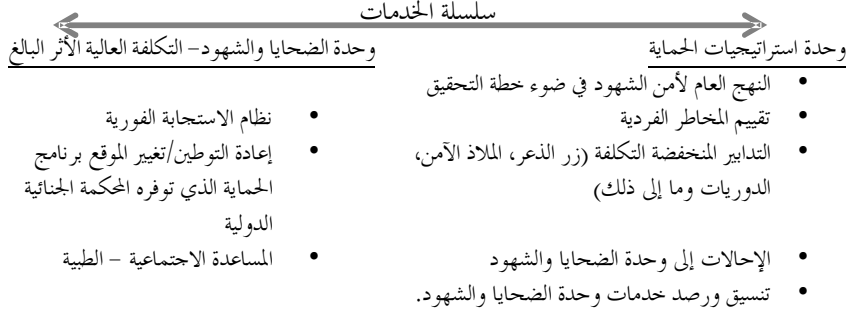 سلسلة الخدمات
وحدة استراتيجيات الحماية
وحدة الضحايا والشهود– التكلفة العالية الأثر البالغ
• النهج العام لأمن الشهود في ضوء خطة التحقيق
• تقييم المخاطر الفردية
• نظام الاستجابة الفورية
• التدابير المنخفضة التكلفة (زر الذعر، الملاذ الآمن،
الدوريات وما إلى ذلك)
• إعادة التوطين/تغيير الموقع برنامج
الحماية الذي توفره المحكمة الجنائية
الدولية
• الإحالات إلى وحدة الضحايا والشهود
• المساعدة الاجتماعية – الطبية
• تنسيق ورصد خدمات وحدة الضحايا والشهود.